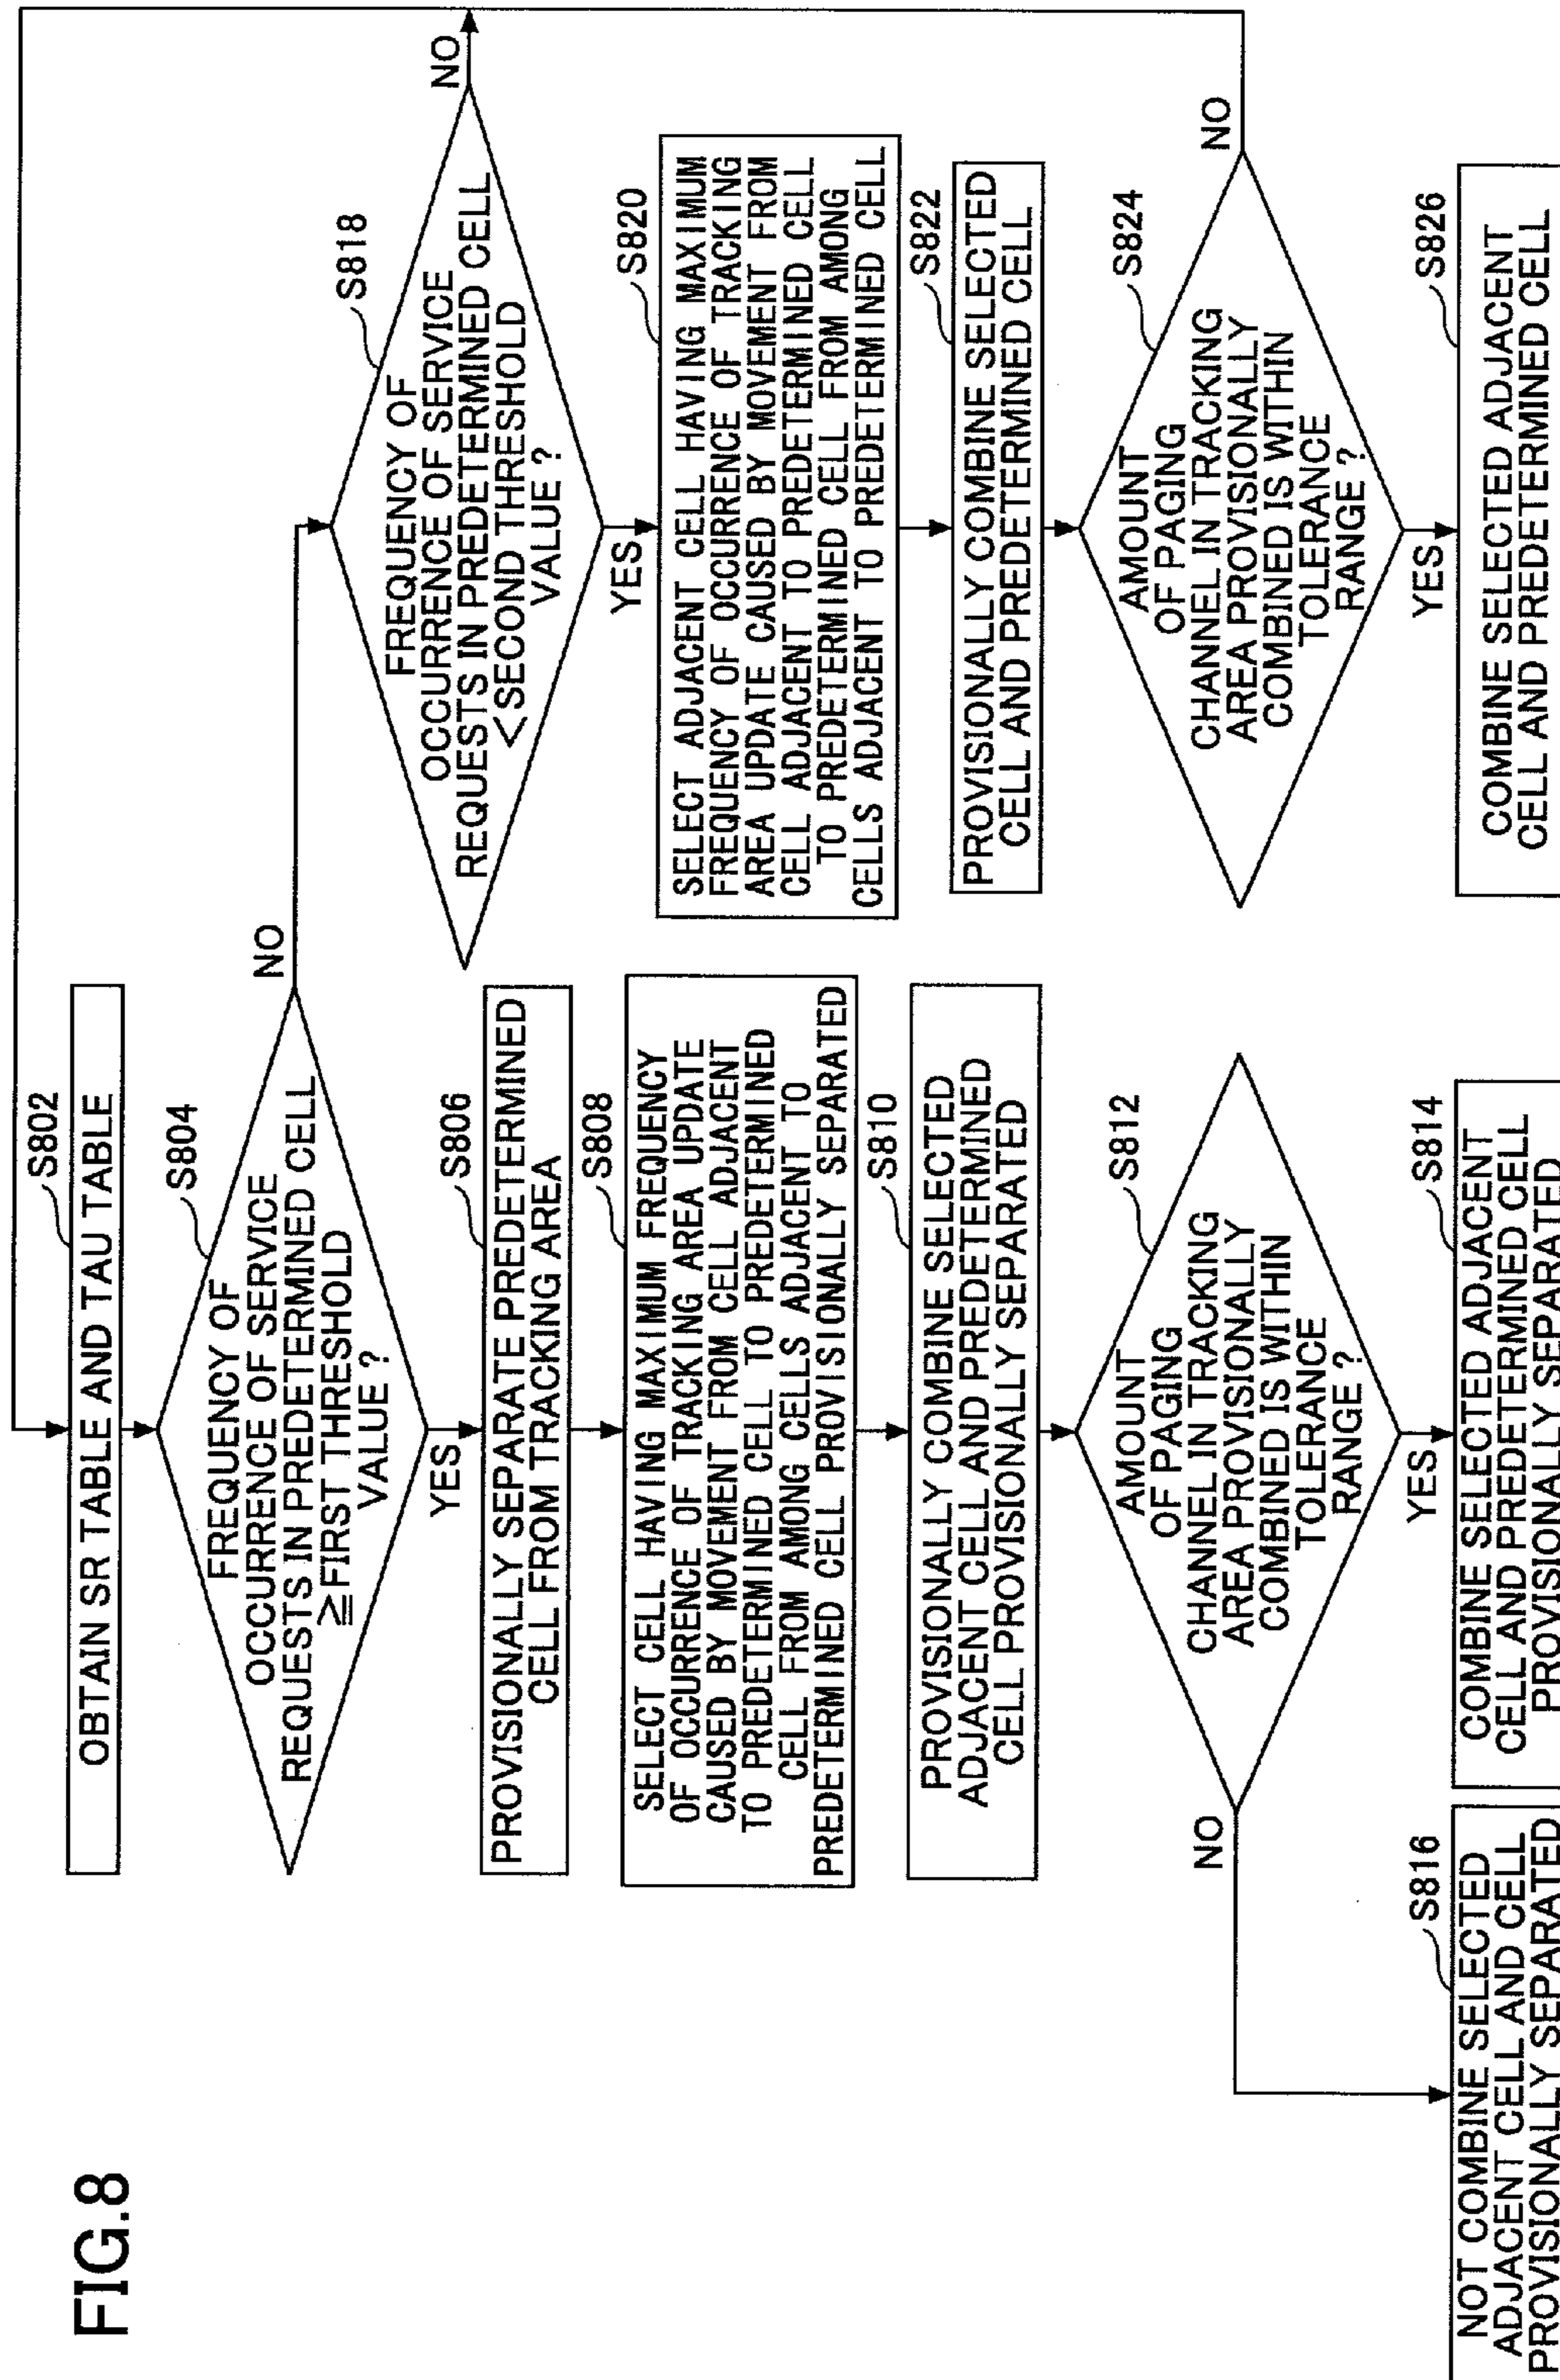 FIG.8
S802
OBTAIN SR TABLE AND TAU TABLE
S804
FREQUENCY OF
OCCURRENCE OF SERVICE
REQUESTS IN PREDETERMINED CELL
≧FIRST THRESHOLD
VALUE ?
NO
YES
S806
PROVISIONALLY SEPARATE PREDETERMINED
CELL FROM TRACKING AREA
S808
SELECT CELL HAVING MAXIMUM FREQUENCY
OF OCCURRENCE OF TRACKING AREA UPDATE
CAUSED BY MOVEMENT FROM CELL ADJACENT
TO PREDETERMINED CELL TO PREDETERMINED
CELL FROM AMONG CELLS ADJACENT TO
PREDETERMINED CELL PROVISIONALLY SEPARATED
S810
PROVISIONALLY COMBINE SELECTED
ADJACENT CELL AND PREDETERMINED
CELL PROVISIONALLY SEPARATED
S812
AMOUNT
OF PAGING
CHANNEL IN TRACKING
AREA PROVISIONALLY
COMBINED IS WITHIN
TOLERANCE
RANGE ?
NO
YES
S814
COMBINE SELECTED ADJACENT
CELL AND PREDETERMINED CELL
PROVISIONALLY SEPARATED
S816
NOT COMBINE SELECTED
ADJACENT CELL AND CELL
PROVISIONALLY SEPARATED
S818
FREQUENCY OF
OCCURRENCE OF SERVICE
REQUESTS IN PREDETERMINED CELL
<SECOND THRESHOLD
VALUE ?
NO
YES
S820
SELECT ADJACENT CELL HAVING MAXIMUM
FREQUENCY OF OCCURRENCE OF TRACKING
AREA UPDATE CAUSED BY MOVEMENT FROM
CELL ADJACENT TO PREDETERMINED CELL
TO PREDETERMINED CELL FROM AMONG
CELLS ADJACENT TO PREDETERMINED CELL
S822
PROVISIONALLY COMBINE SELECTED
CELL AND PREDETERMINED CELL
S824
AMOUNT
OF PAGING
CHANNEL IN TRACKING
AREA PROVISIONALLY
COMBINED IS WITHIN
TOLERANCE
RANGE ?
NO
YES
S826
COMBINE SELECTED ADJACENT
CELL AND PREDETERMINED CELL